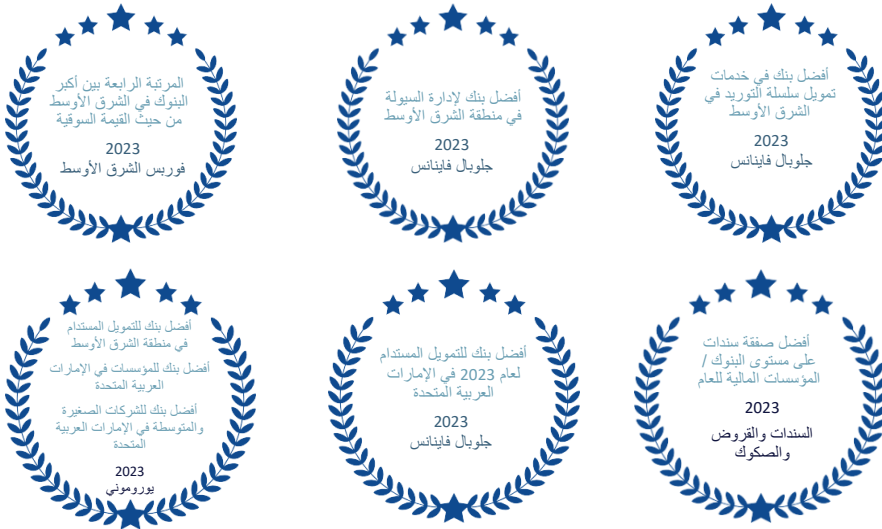 أفضل بنك في خدمات
تمويل سلسلة التوريد في
الشرق الأوسط
2023
جلوبال فاينانس
أفضل بنك لإدارة السيولة
في منطقة الشرق الأوسط
2023
جلوبال فاينانس
المرتبة الرابعة بين أكبر
البنوك في الشرق الأوسط
من حيث القيمة السوقية
2023
فوربس الشرق الأوسط
أفضل صفقة سندات
على مستوى البنوك /
المؤسسات المالية للعام
2023
السندات والقروض
والصكوك
أفضل بنك للتمويل المستدام
لعام 2023 في الإمارات
العربية المتحدة
2023
جلوبال فاينانس
أفضل بنك للتمويل المستدام
في منطقة الشرق الأوسط
أفضل بنك للمؤسسات في الإمارات
العربية المتحدة
أفضل بنك للشركات الصغيرة
والمتوسطة في الإمارات العربية
المتحدة
2023
يوروموني